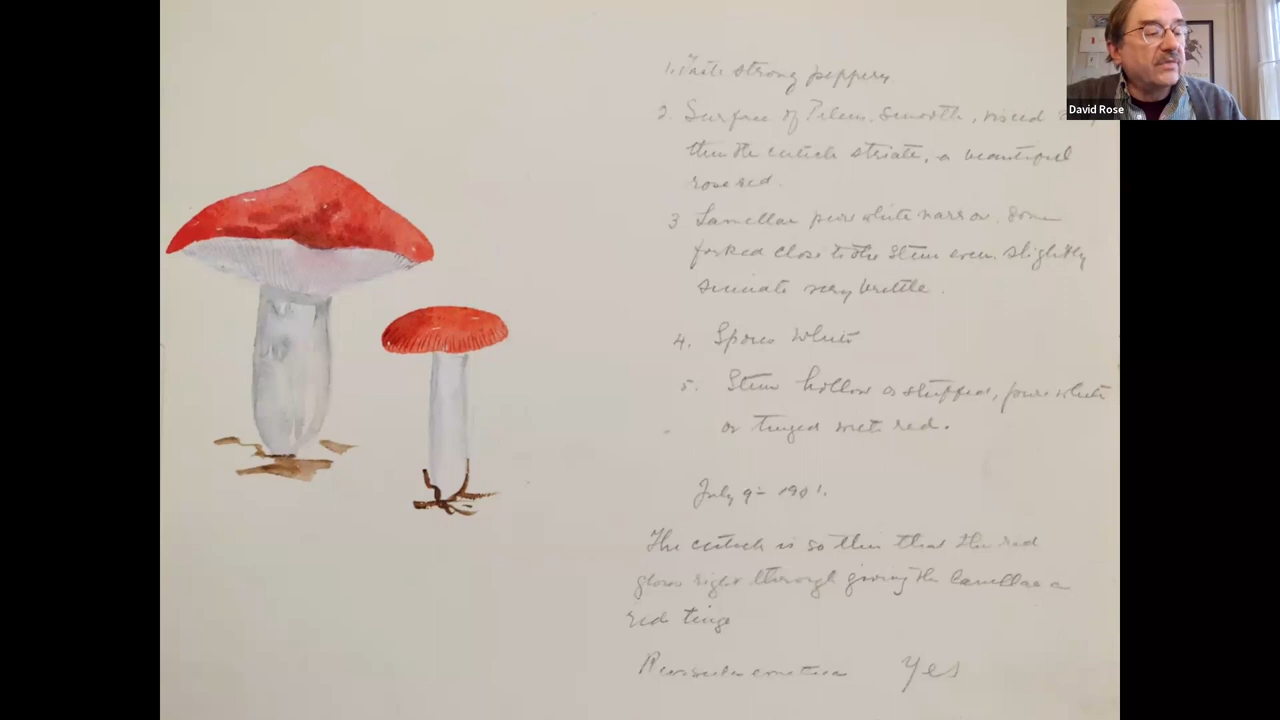 1. Taste strong peppery.
2. Surface of Pileus. Smooth, viscid
thin the cuticle striate, a beautiful
rose red.
3 Lamellae pure white narrow. Some
forked close to the Stem even slightly
sinuate very brittle.
4. Spores White
5. Stem hollow or stuffed, pure white
or tinged with red.
July 9 - 1901.
The cuticle is so thin that the red
glows right through giving the lamellae a
red tinge
Russula emetica Yes
David Rose